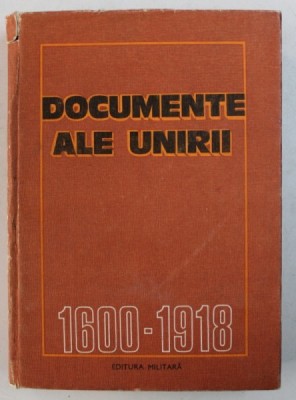 DOCUMENTE
ALE UNIRII
1600-1918
EDITURA MILITARĂ